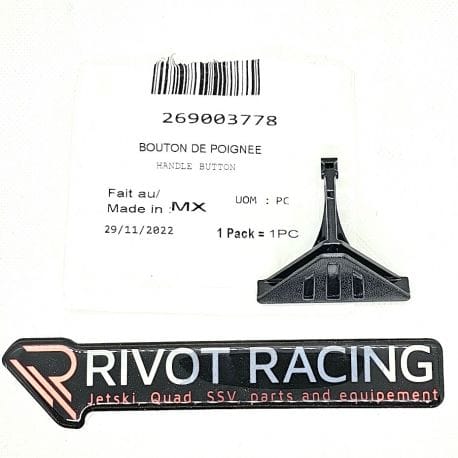 269003778
BOUTON DE POIGNEE
HANDLE BUTTON
Fait au/
Made in : MX
UOM : PC
29/11/2022
1 Pack = 1PC
RIVOT RACING
Jetski, Quad, SSV, parts and equipement